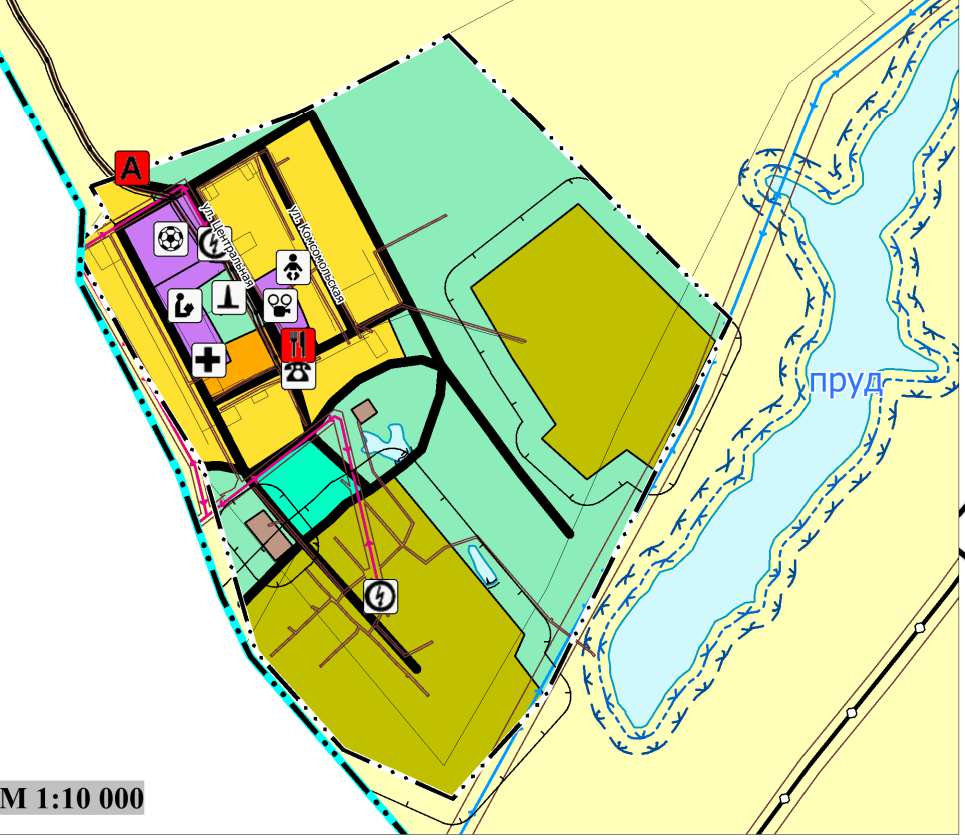 А
ул. Центральная
ул. Комсомольская
пруд
М 1:10 000